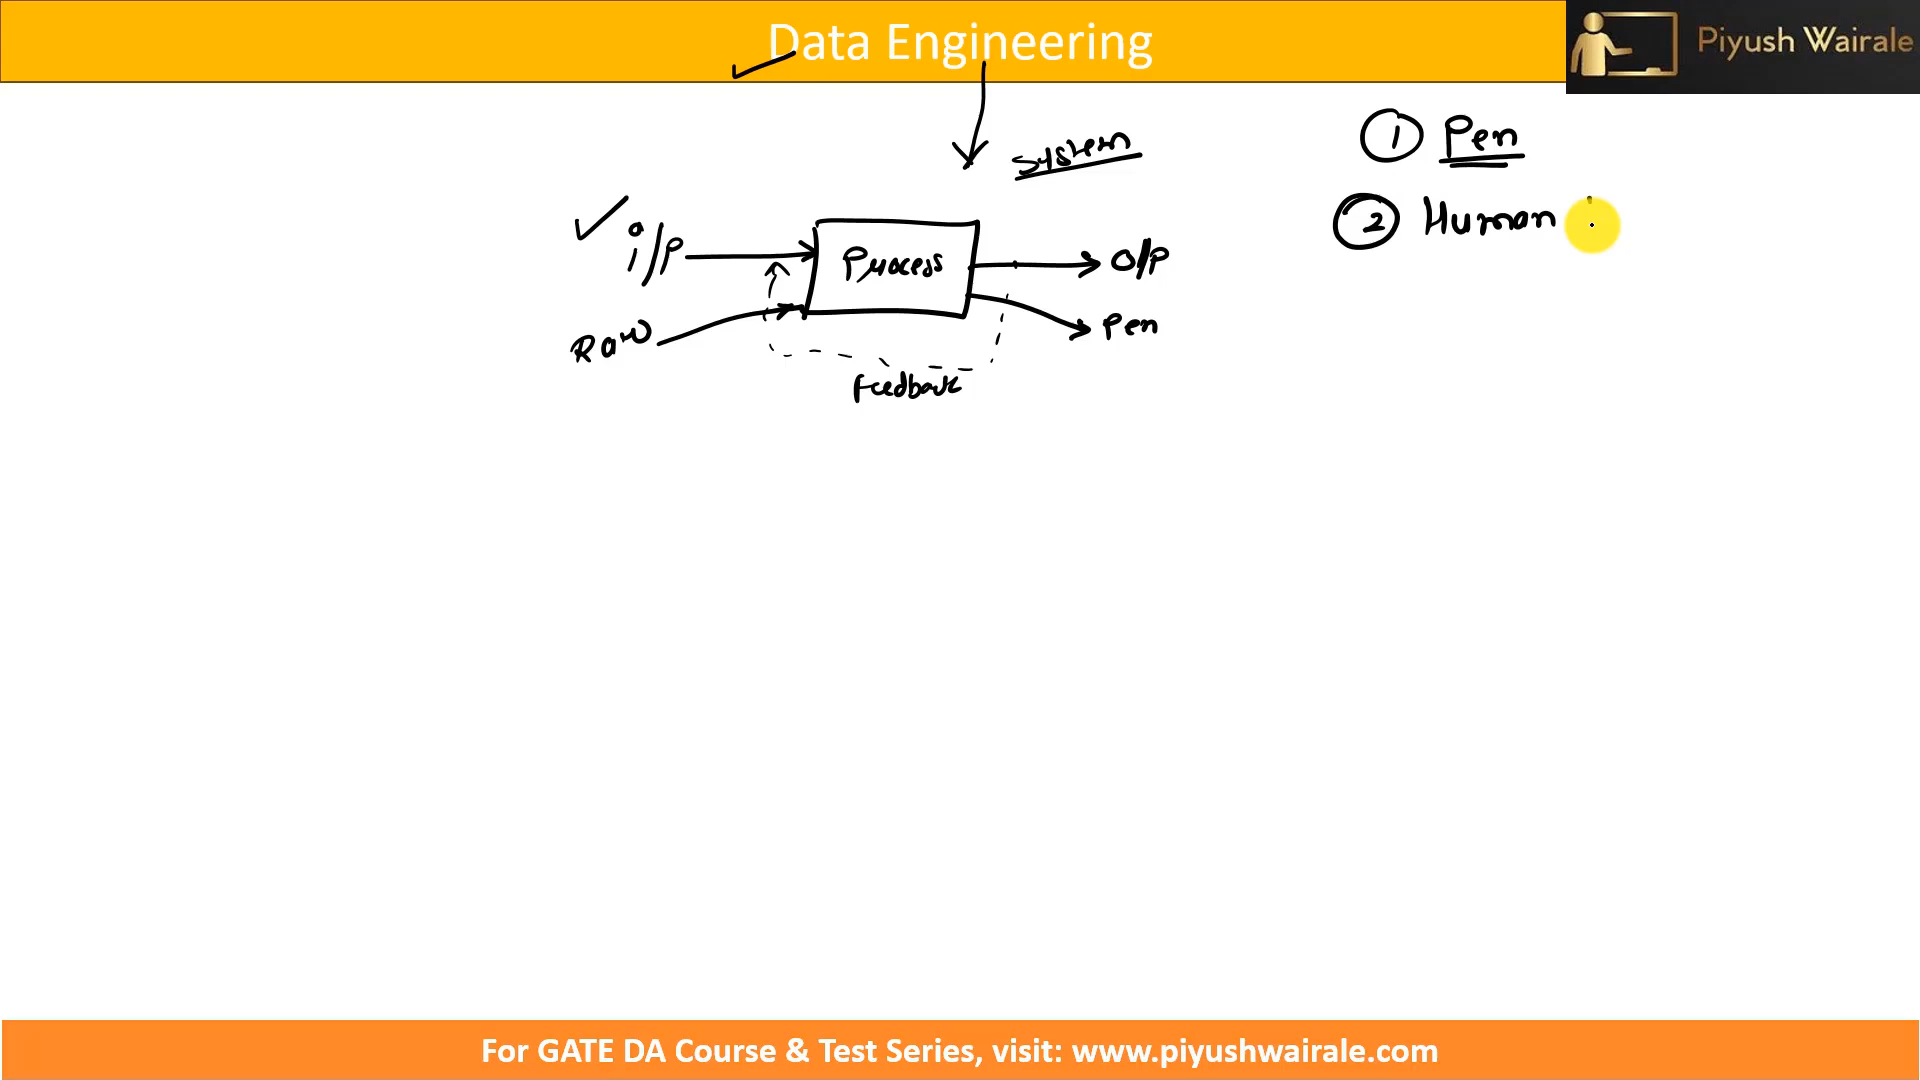 Data Engineering
Piyush Wairale
System
① Pen
② Human
i/p
Process
O/P
Raw
Pen
Feedback
For GATE DA Course & Test Series, visit: www.piyushwairale.com